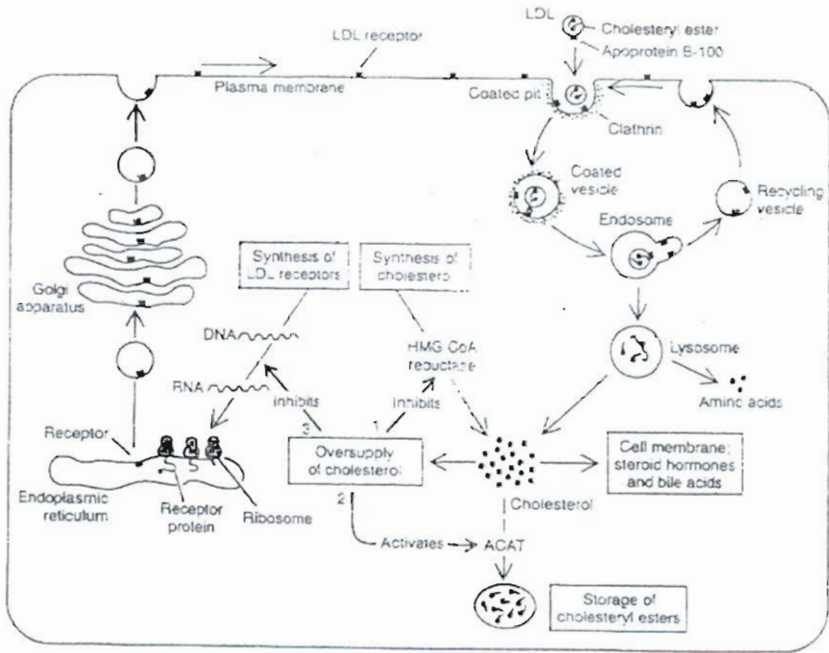 LDL
Cholesteryl ester
Apoprotein B-100
LDL receptor
Plasma membrane
Coated pit
Clathrin
Coated
vesicle
Recycling
vesicle
Endosome
Synthesis of
LDL receptors
Synthesis of
cholesterol
Golgi
apparatus
DNA
HMG CoA
reductase
Lysosome
RNA
Inhibits
Inhibits
Amino acids
3
1
Receptor
Oversupply
of cholesterol
Cell membrane;
steroid hormones
and bile acids
Endoplasmic
reticulum
Receptor
protein
Ribosome
2
Cholesterol
Activates
ACAT
Storage of
cholesteryl esters